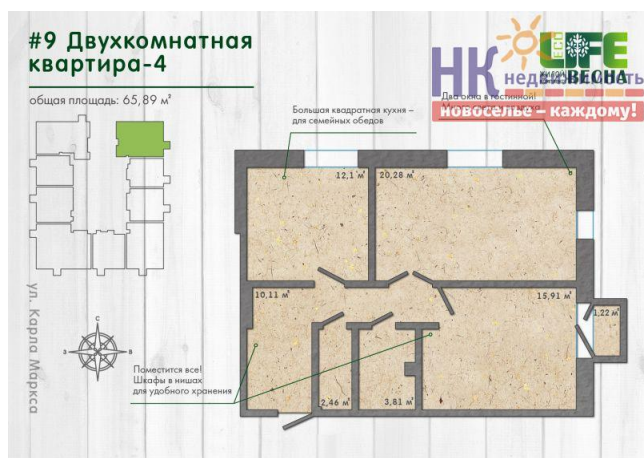 #9 Двухкомнатная
квартира-4
общая площадь: 65,89 м²
НК
недвижимость
новоселье – каждому!
LIFE
ВЕСНА
Большая квадратная кухня –
для семейных обедов
Два окна в гостиной!
12,1 м²
20,28 м²
10,11 м²
15,91 м²
1,22 м²
2,46 м²
3,81 м²
ул. Карла Маркса
З
В
Поместится все!
Шкафы в нишах
для удобного хранения